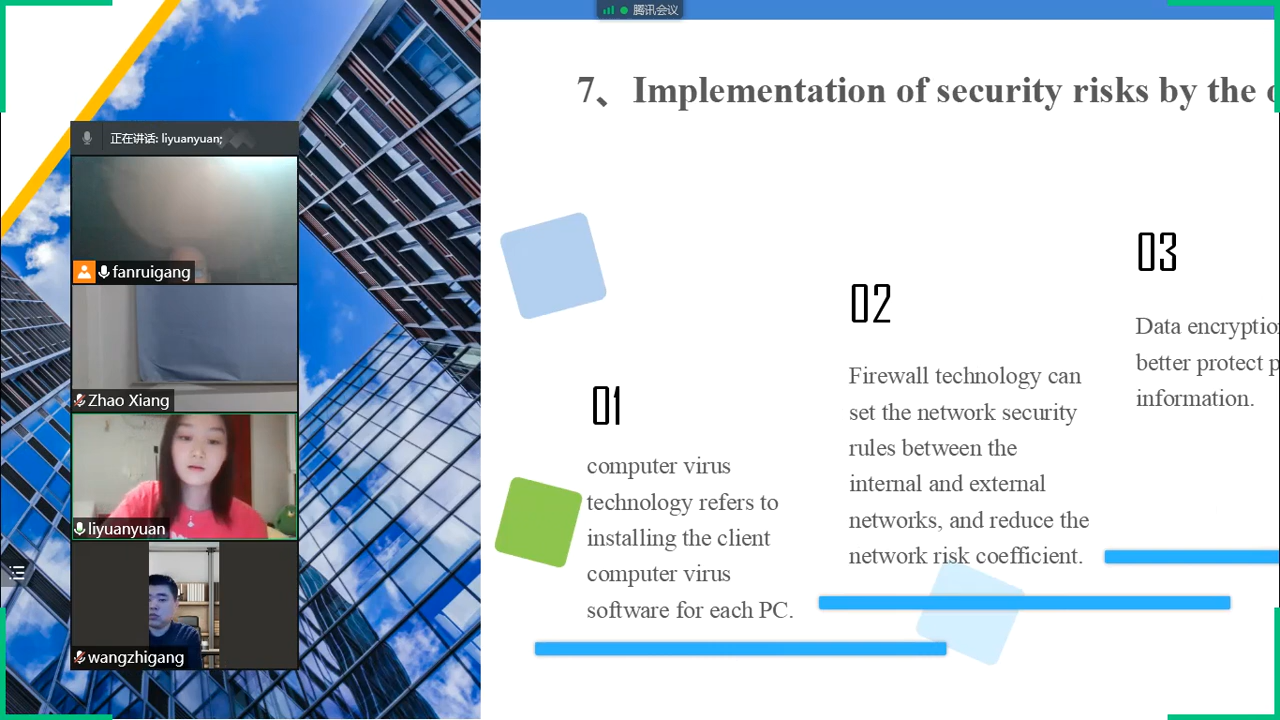 腾讯会议
正在讲话: liyuanyuan;
fanruigang
Zhao Xiang
liyuanyuan
wangzhigang
7、Implementation of security risks by the
01
computer virus
technology refers to
installing the client
computer virus
software for each PC.
02
Firewall technology can
set the network security
rules between the
internal and external
networks, and reduce the
network risk coefficient.
03
Data
better protect
information.